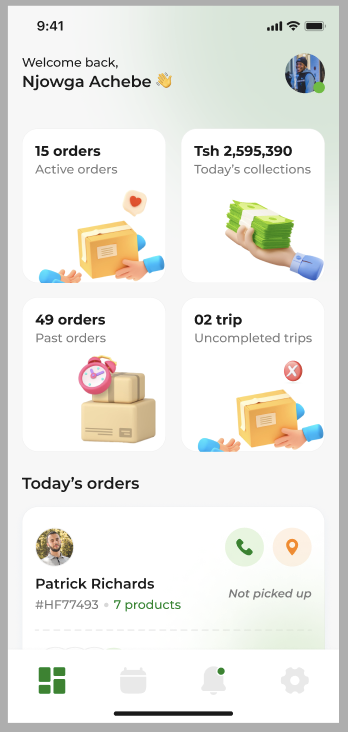 9:41
Welcome back,
Njowga Achebe 👋
15 orders
Active orders
Tsh 2,595,390
Today’s collections
49 orders
Past orders
02 trip
Uncompleted trips
Today’s orders
Patrick Richards
#HF77493 • 7 products
Not picked up